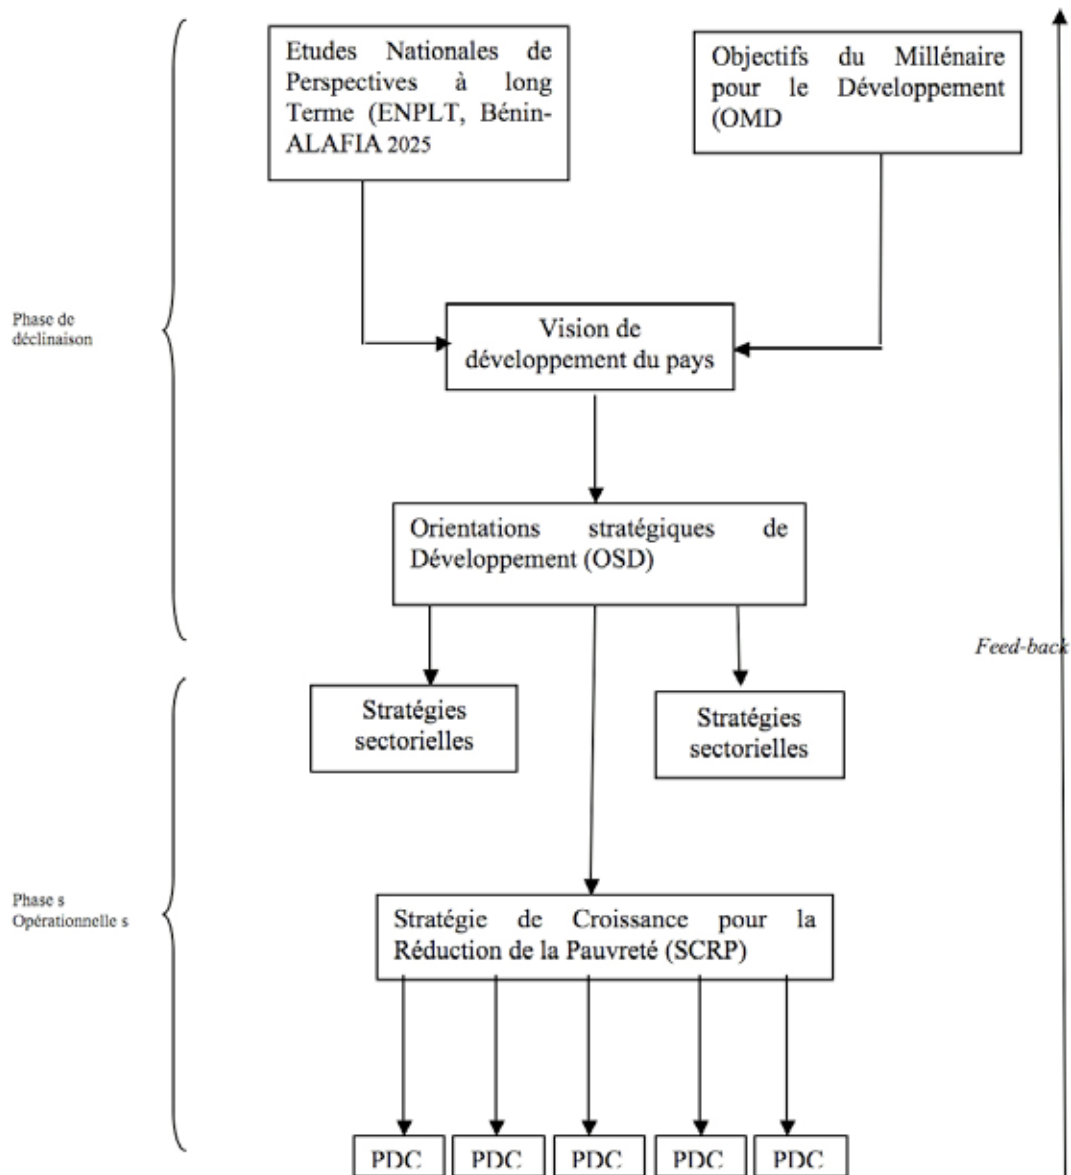 Etudes Nationales de
Perspectives à long
Terme (ENPLT, Bénin-
ALAFIA 2025
Objectifs du Millénaire
pour le Développement
(OMD
Phase de
déclinaison
Vision de
développement du pays
Orientations stratégiques de
Développement (OSD)
Feed-back
Stratégies
sectorielles
Stratégies
sectorielles
Phase s
Opérationnelle s
Stratégie de Croissance pour la
Réduction de la Pauvreté (SCRP)
PDC
PDC
PDC
PDC
PDC